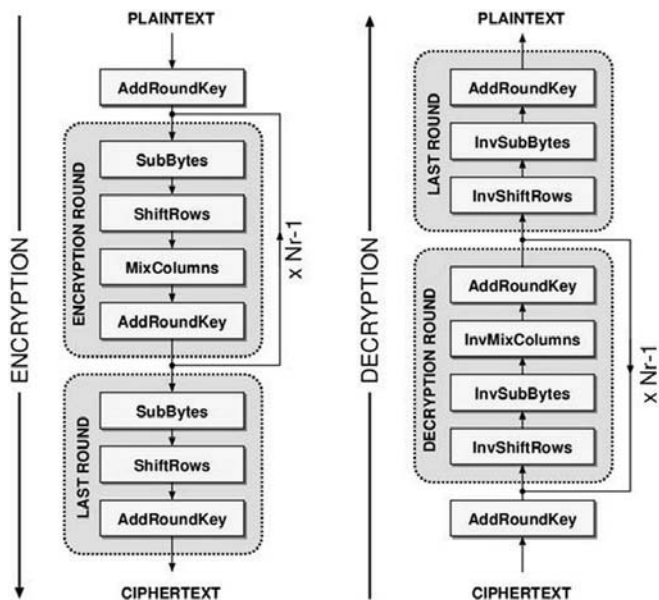 PLAINTEXT
AddRoundKey
SubBytes
ShiftRows
MixColumns
AddRoundKey
ENCRYPTION ROUND
x Nr-1
SubBytes
ShiftRows
AddRoundKey
LAST ROUND
CIPHERTEXT
ENCRYPTION
PLAINTEXT
AddRoundKey
InvSubBytes
InvShiftRows
LAST ROUND
AddRoundKey
InvMixColumns
InvSubBytes
InvShiftRows
DECRYPTION ROUND
x Nr-1
AddRoundKey
CIPHERTEXT
DECRYPTION